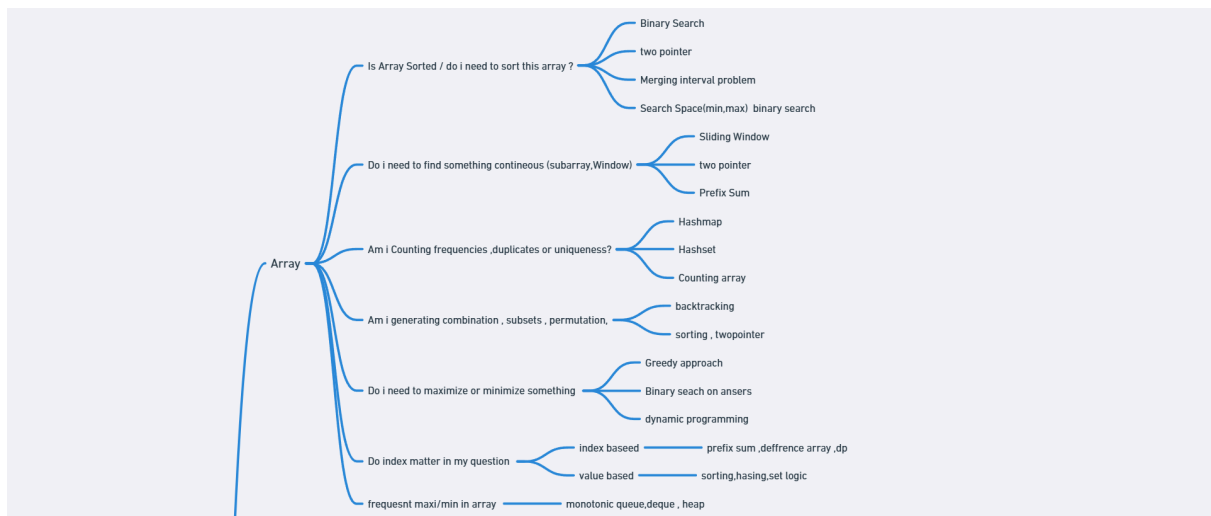 Array
Is Array Sorted / do i need to sort this array ?
Binary Search
two pointer
Merging interval problem
Search Space(min,max)  binary search
Do i need to find something contineous (subarray,Window)
Sliding Window
two pointer
Prefix Sum
Am i Counting frequencies ,duplicates or uniqueness?
Hashmap
Hashset
Counting array
Am i generating combination , subsets , permutation,
backtracking
sorting , twopointer
Do i need to maximize or minimize something
Greedy approach
Binary seach on ansers
dynamic programming
Do index matter in my question
index baseed
prefix sum ,deffrence array ,dp
value based
sorting,hasing,set logic
frequesnt maxi/min in array
monotonic queue,deque , heap